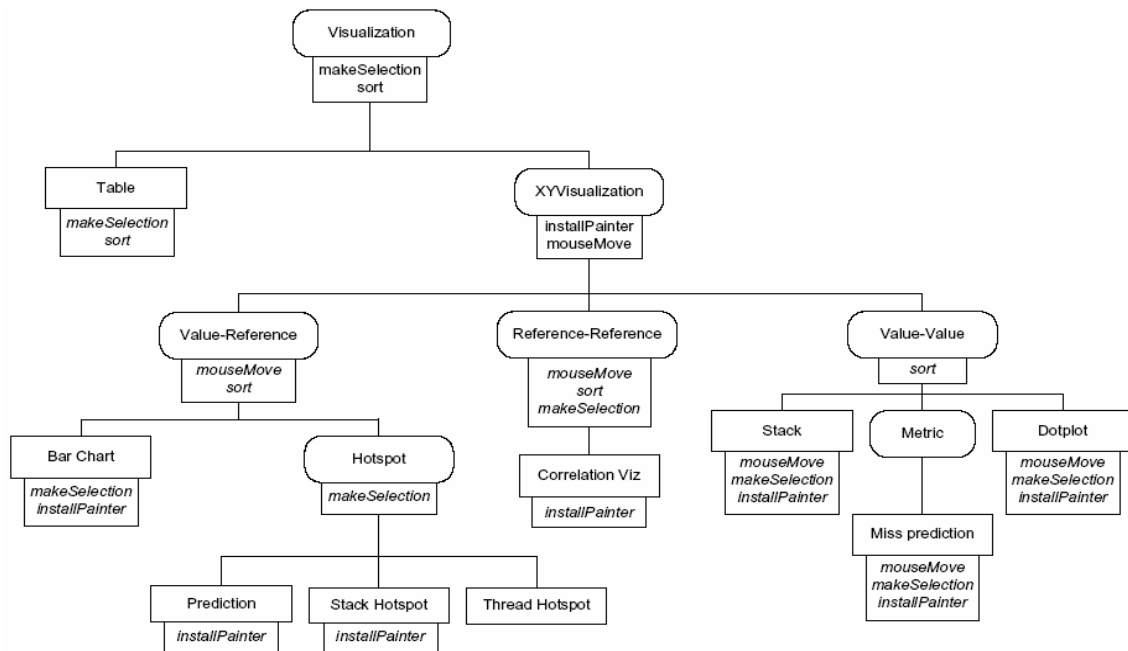 Visualization
makeSelection
sort
Table
makeSelection
sort
XYVisualization
installPainter
mouseMove
Value-Reference
mouseMove
sort
Reference-Reference
mouseMove
sort
makeSelection
Value-Value
sort
Bar Chart
makeSelection
installPainter
Hotspot
makeSelection
Correlation Viz
installPainter
Stack
mouseMove
makeSelection
installPainter
Metric
Dotplot
mouseMove
makeSelection
installPainter
Miss prediction
mouseMove
makeSelection
installPainter
Prediction
installPainter
Stack Hotspot
installPainter
Thread Hotspot